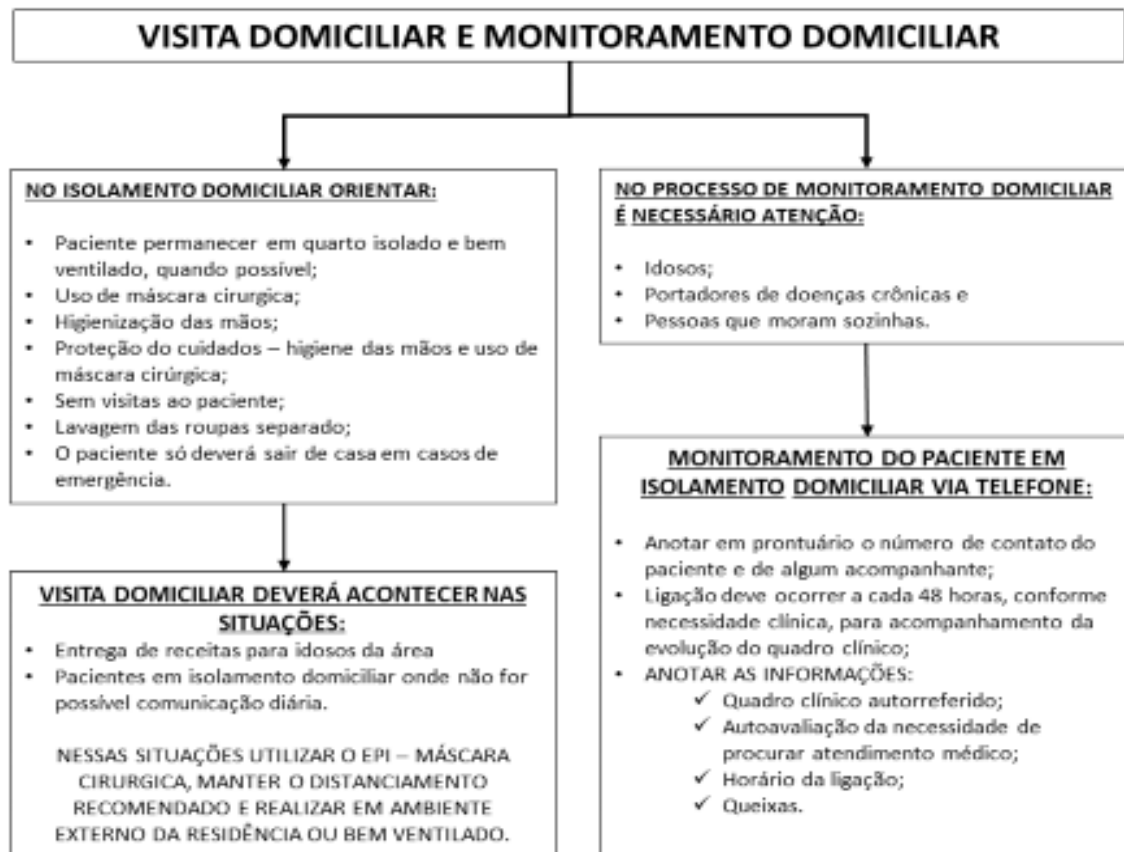 VISITA DOMICILIAR E MONITORAMENTO DOMICILIAR
NO ISOLAMENTO DOMICILIAR ORIENTAR:
• Paciente permanecer em quarto isolado e bem
ventilado, quando possível;
• Uso de máscara cirurgica;
• Higienização das mãos;
• Proteção do cuidados – higiene das mãos e uso de
máscara cirúrgica;
• Sem visitas ao paciente;
• Lavagem das roupas separado;
• O paciente só deverá sair de casa em casos de
emergência.
VISITA DOMICILIAR DEVERÁ ACONTECER NAS
SITUAÇÕES:
• Entrega de receitas para idosos da área
• Pacientes em isolamento domiciliar onde não for
possível comunicação diária.
NESSAS SITUAÇÕES UTILIZAR O EPI – MÁSCARA
CIRURGICA, MANTER O DISTANCIAMENTO
RECOMENDADO E REALIZAR EM AMBIENTE
EXTERNO DA RESIDÊNCIA OU BEM VENTILADO.
NO PROCESSO DE MONITORAMENTO DOMICILIAR
É NECESSÁRIO ATENÇÃO:
• Idosos;
• Portadores de doenças crônicas e
• Pessoas que moram sozinhas.
MONITORAMENTO DO PACIENTE EM
ISOLAMENTO DOMICILIAR VIA TELEFONE:
• Anotar em prontuário o número de contato do
paciente e de algum acompanhante;
• Ligação deve ocorrer a cada 48 horas, conforme
necessidade clínica, para acompanhamento da
evolução do quadro clínico;
• ANOTAR AS INFORMAÇÕES:
✓ Quadro clínico autorreferido;
✓ Autoavaliação da necessidade de
procurar atendimento médico;
✓ Horário da ligação;
✓ Queixas.